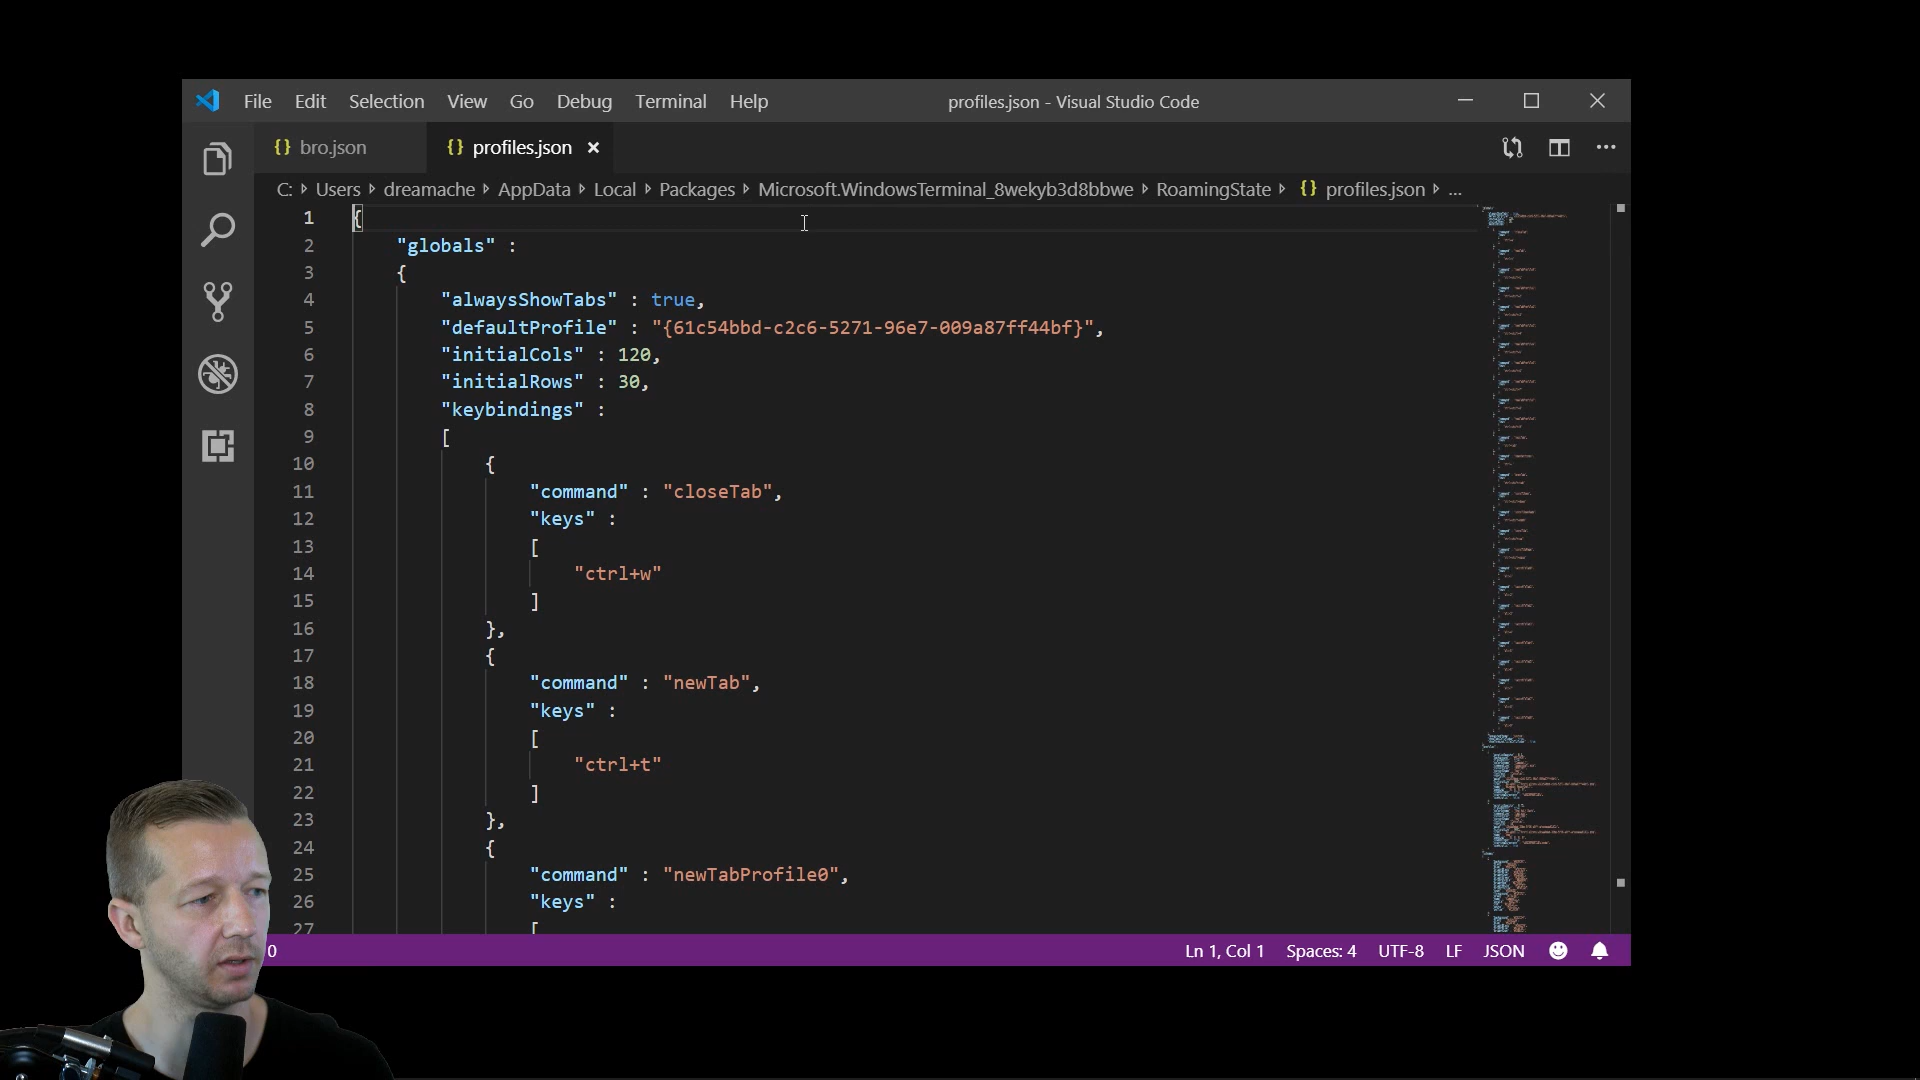 File Edit Selection View Go Debug Terminal Help profiles.json - Visual Studio Code
{} bro.json {} profiles.json ×
C: Users dreamache AppData Local Packages Microsoft.WindowsTerminal_8wekyb3d8bbwe RoamingState {} profiles.json ...
1 {
2 "globals" :
3 {
4 "alwaysShowTabs" : true,
5 "defaultProfile" : "{61c54bbd-c2c6-5271-96e7-009a87ff44bf}",
6 "initialCols" : 120,
7 "initialRows" : 30,
8 "keybindings" :
9 [
10 {
11 "command" : "closeTab",
12 "keys" :
13 [
14 "ctrl+w"
15 ]
16 },
17 {
18 "command" : "newTab",
19 "keys" :
20 [
21 "ctrl+t"
22 ]
23 },
24 {
25 "command" : "newTabProfile0",
26 "keys" :
27 [
0 Ln 1, Col 1 Spaces: 4 UTF-8 LF JSON